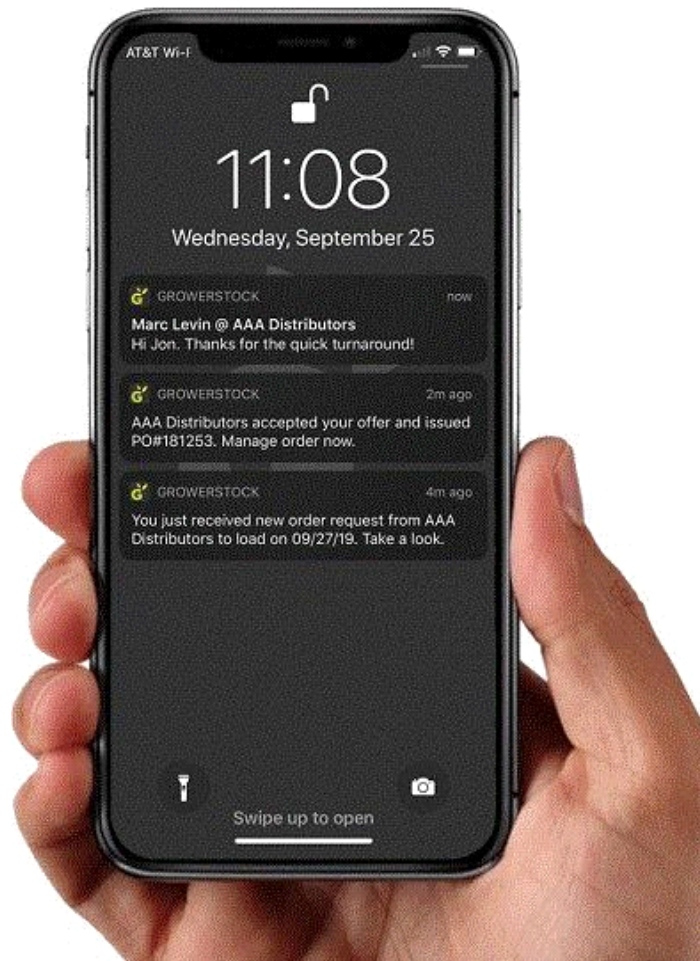 AT&T Wi-F
11:08
Wednesday, September 25
GROWERSTOCK now
Marc Levin @ AAA Distributors
Hi Jon. Thanks for the quick turnaround!
GROWERSTOCK 2m ago
AAA Distributors accepted your offer and issued
PO#181253. Manage order now.
GROWERSTOCK 4m ago
You just received new order request from AAA
Distributors to load on 09/27/19. Take a look.
Swipe up to open